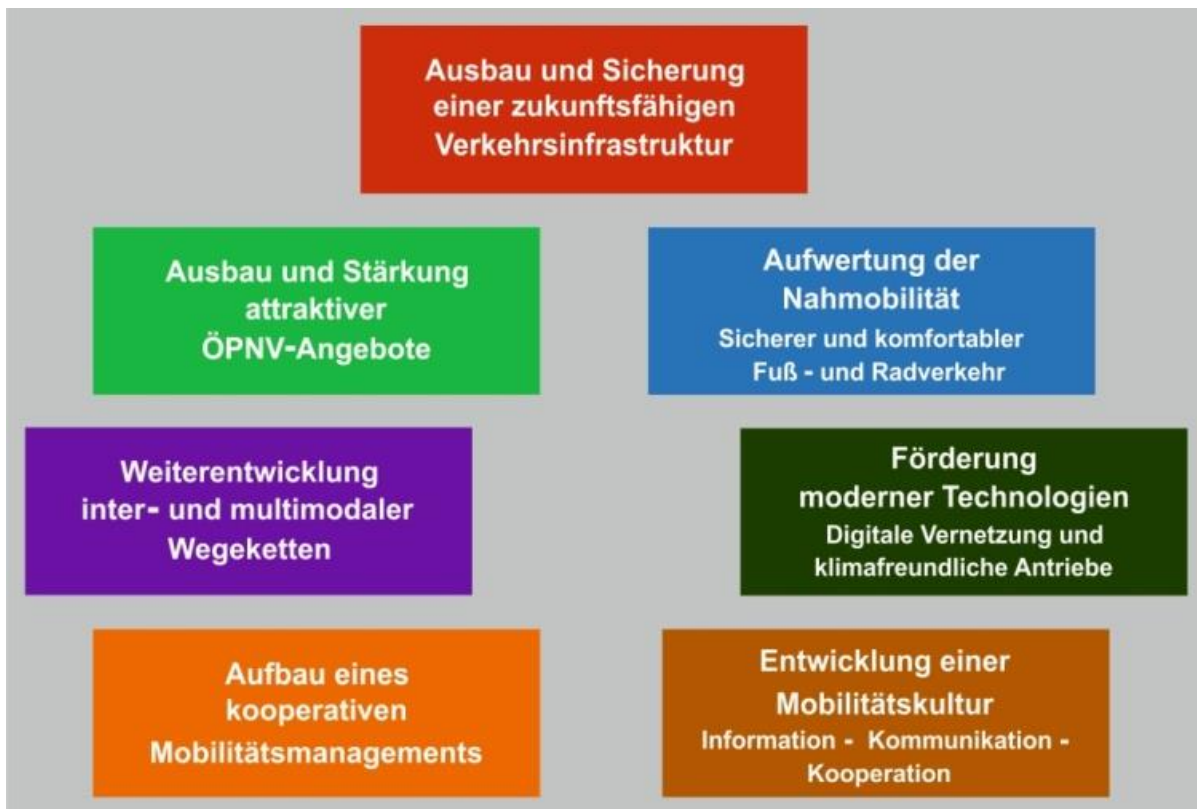 Ausbau und Sicherung
einer zukunftsfähigen
Verkehrsinfrastruktur
Ausbau und Stärkung
attraktiver
ÖPNV-Angebote
Aufwertung der
Nahmobilität
Sicherer und komfortabler
Fuß - und Radverkehr
Weiterentwicklung
inter- und multimodaler
Wegeketten
Förderung
moderner Technologien
Digitale Vernetzung und
klimafreundliche Antriebe
Aufbau eines
kooperativen
Mobilitätsmanagements
Entwicklung einer
Mobilitätskultur
Information - Kommunikation -
Kooperation